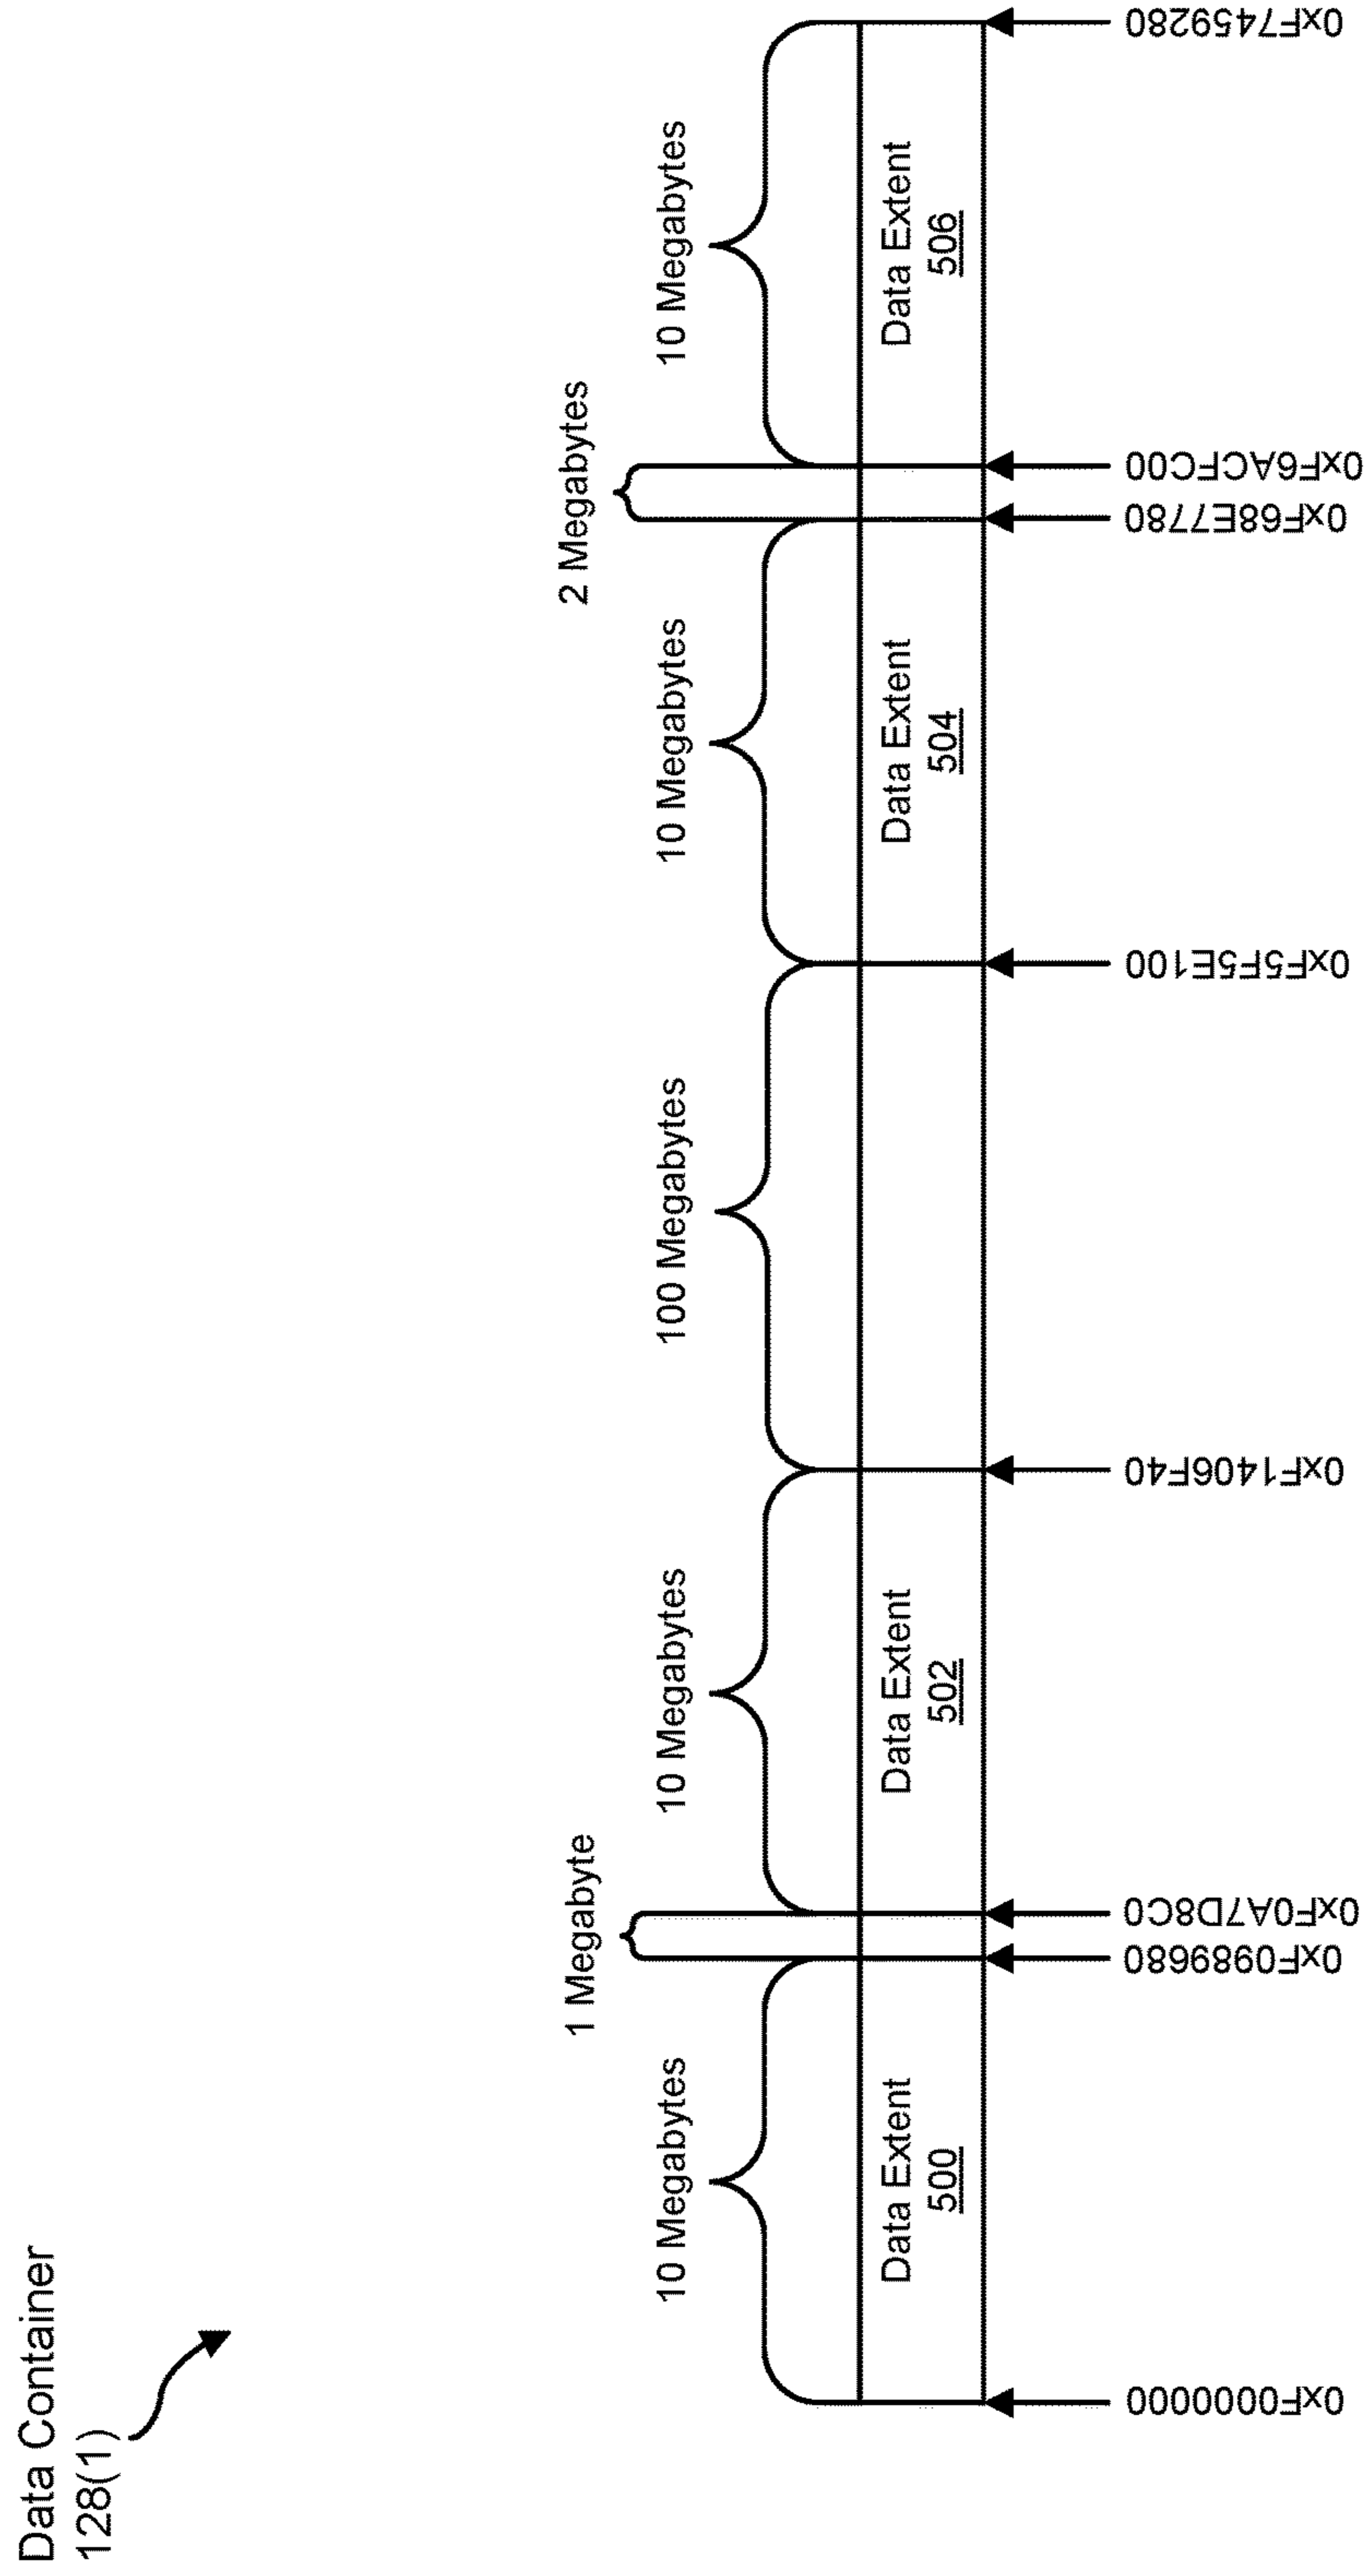 Data Container
128(1)
1 Megabyte
2 Megabytes
10 Megabytes
10 Megabytes
100 Megabytes
10 Megabytes
10 Megabytes
Data Extent
500
Data Extent
502
Data Extent
504
Data Extent
506
0xF0000000
0xF0989680
0xF0A7D8C0
0xF1406F40
0xF5F5E100
0xF68E7780
0xF6ACFC00
0xF7459280